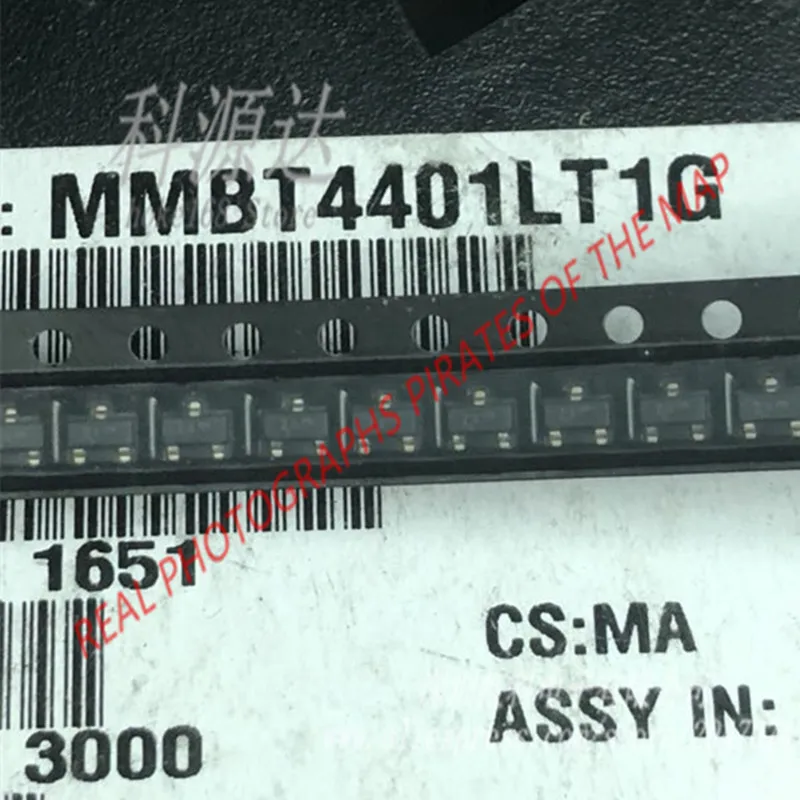 科源达
: MMBT4401LT1G
REAL PHOTOGRAPHS PIRATES OF THE MAP
1651
CS:MA
ASSY IN:
3000